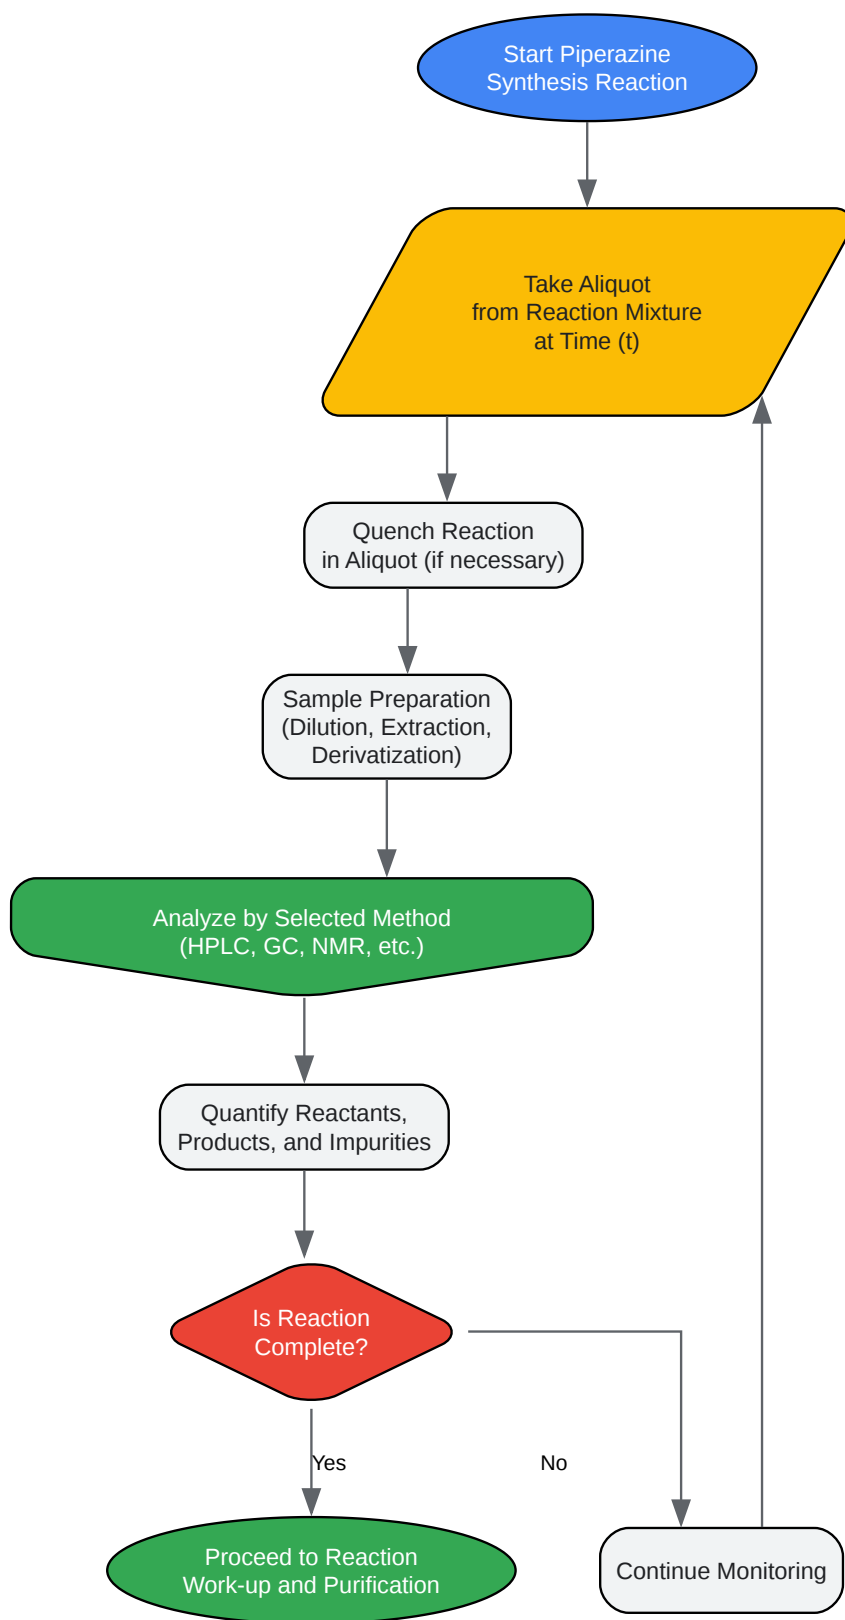 Start Piperazine
Synthesis Reaction
Take Aliquot
from Reaction Mixture
at Time (t)
Quench Reaction
in Aliquot (if necessary)
Sample Preparation
(Dilution, Extraction,
Derivatization)
Analyze by Selected Method
(HPLC, GC, NMR, etc.)
Quantify Reactants,
Products, and Impurities
Is Reaction
Complete?
Yes
No
Proceed to Reaction
Work-up and Purification
Continue Monitoring